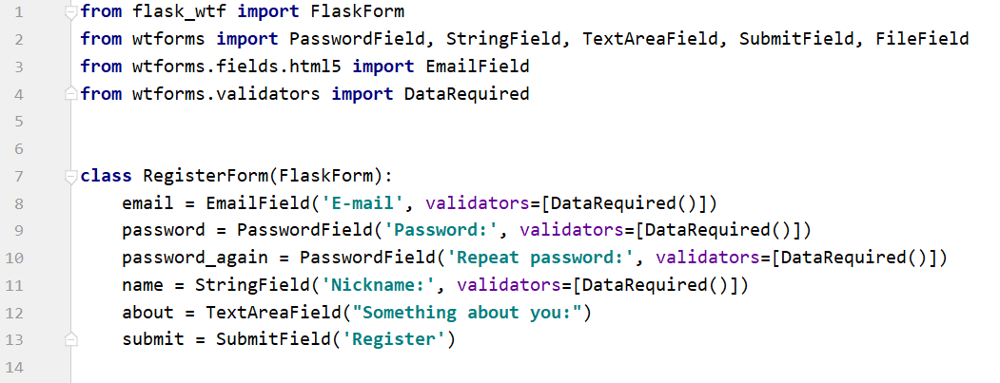 1 from flask_wtf import FlaskForm
2 from wtforms import PasswordField, StringField, TextAreaField, SubmitField, FileField
3 from wtforms.fields.html5 import EmailField
4 from wtforms.validators import DataRequired
5
6
7 class RegisterForm(FlaskForm):
8     email = EmailField('E-mail', validators=[DataRequired()])
9     password = PasswordField('Password:', validators=[DataRequired()])
10     password_again = PasswordField('Repeat password:', validators=[DataRequired()])
11     name = StringField('Nickname:', validators=[DataRequired()])
12     about = TextAreaField("Something about you:")
13     submit = SubmitField('Register')
14